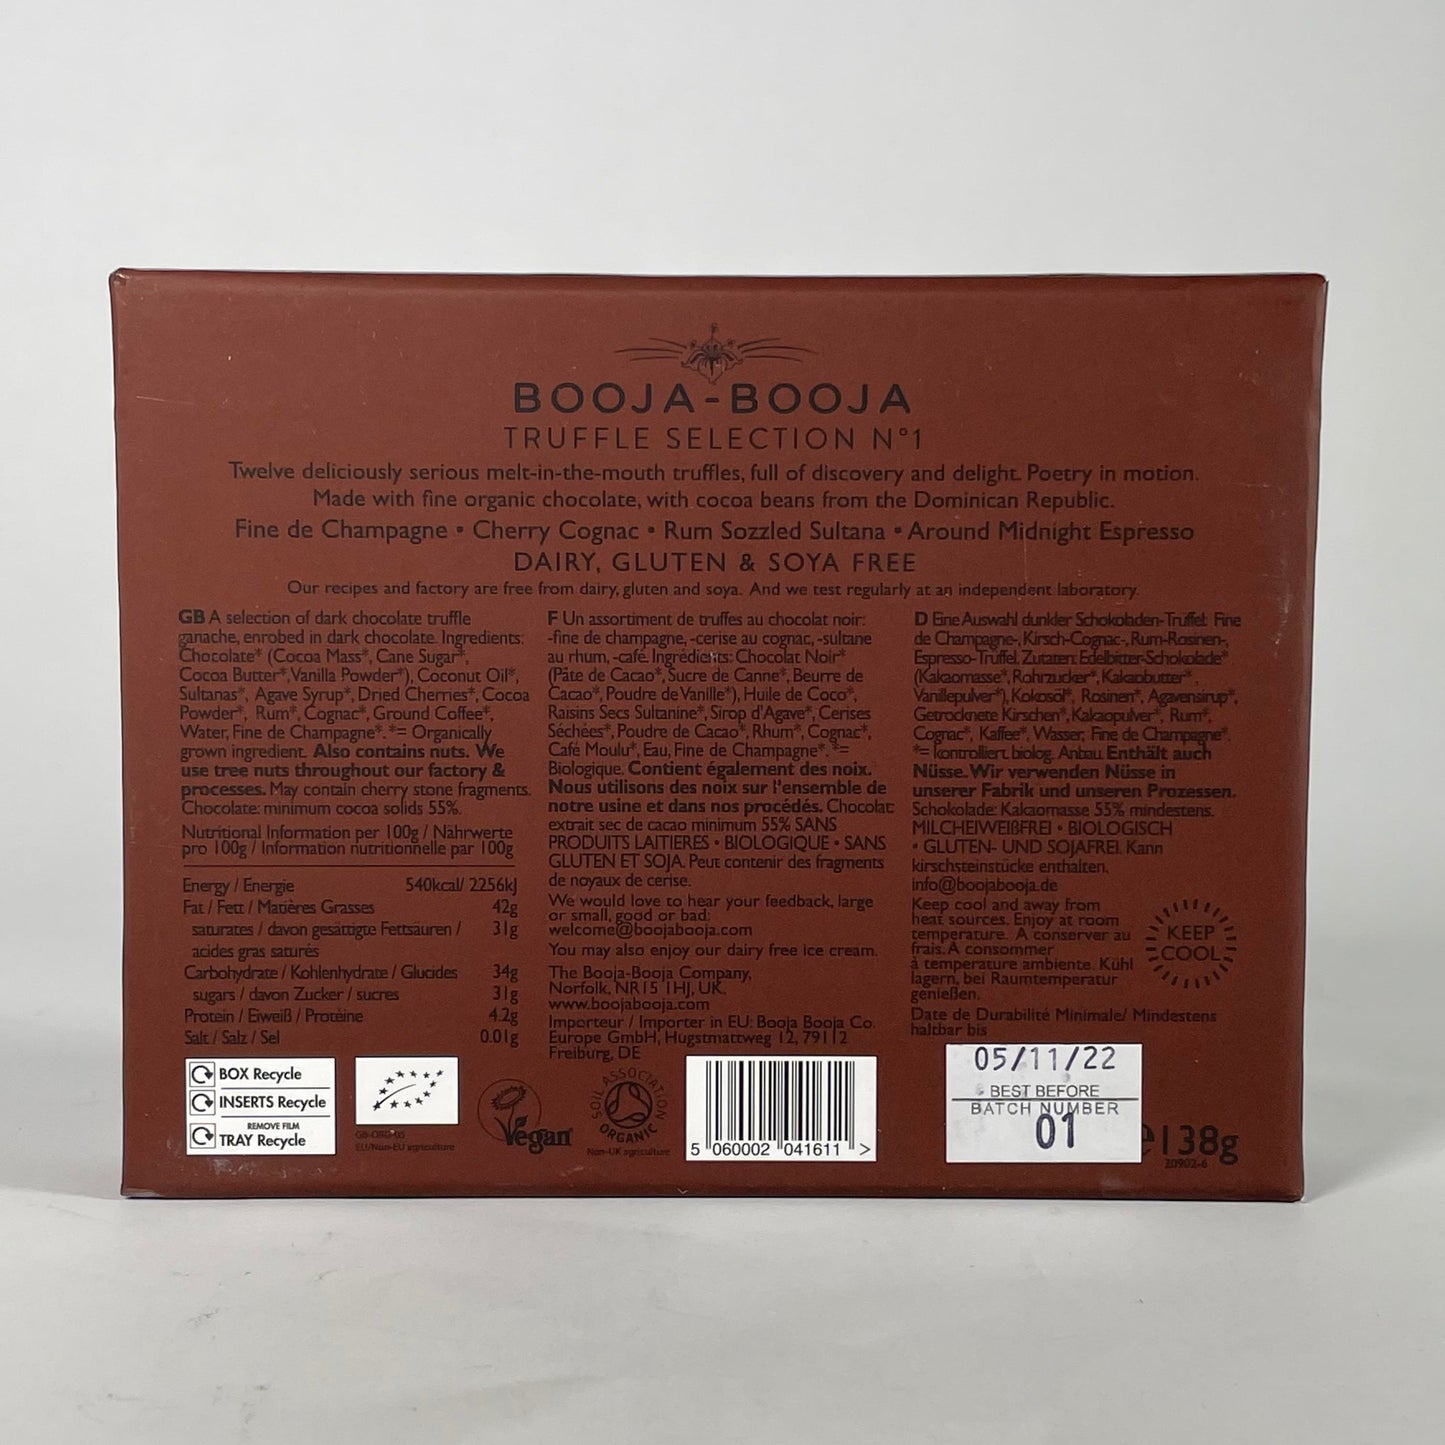 BOOJA-BOOJA
TRUFFLE SELECTION N°1
Twelve deliciously serious melt-in-the-mouth truffles, full of discovery and delight. Poetry in motion.
Made with fine organic chocolate, with cocoa beans from the Dominican Republic.
Fine de Champagne • Cherry Cognac • Rum Sozzled Sultana • Around Midnight Espresso
DAIRY, GLUTEN & SOYA FREE
Our recipes and factory are free from dairy, gluten and soya. And we test regularly at an independent laboratory.
GB A selection of dark chocolate truffle
ganache, enrobed in dark chocolate. Ingredients:
Chocolate* (Cocoa Mass*, Cane Sugar*,
Cocoa Butter*, Vanilla Powder*), Coconut Oil*,
Sultanas*, Agave Syrup*, Dried Cherries*, Cocoa
Powder*, Rum*, Cognac*, Ground Coffee*,
Water, Fine de Champagne*. *= Organically
grown ingredient. Also contains nuts. We
use tree nuts throughout our factory &
processes. May contain cherry stone fragments.
Chocolate: minimum cocoa solids 55%.
Nutritional Information per 100g / Nährwerte
pro 100g / Information nutritionnelle par 100g
Energy / Energie 540kcal/ 2256kJ
Fat / Fett / Matières Grasses 42g
saturates / davon gesättigte Fettsäuren / 31g
acides gras saturés
Carbohydrate / Kohlenhydrate / Glucides 34g
sugars / davon Zucker / sucres 31g
Protein / Eiweiß / Protéine 4.2g
Salt / Salz / Sel 0.01g
F Un assortiment de truffes au chocolat noir:
-fine de champagne, -cerise au cognac, -sultane
au rhum, -café. Ingrédients: Chocolat Noir*
(Pâte de Cacao*, Sucre de Canne*, Beurre de
Cacao*, Poudre de Vanille*), Huile de Coco*,
Raisins Secs Sultanine*, Sirop d'Agave*, Cerises
Séchées*, Poudre de Cacao*, Rhum*, Cognac*,
Café Moulu*, Eau, Fine de Champagne*. *=
Biologique. Contient également des noix.
Nous utilisons des noix sur l'ensemble de
notre usine et dans nos procédés. Chocolat:
extrait sec de cacao minimum 55% SANS
PRODUITS LAITIERES • BIOLOGIQUE • SANS
GLUTEN ET SOJA. Peut contenir des fragments
de noyaux de cerise.
We would love to hear your feedback, large
or small, good or bad:
welcome@boojabooja.com
You may also enjoy our dairy free ice cream.
The Booja-Booja Company,
Norfolk, NR15 1HJ, UK.
www.boojabooja.com
Importeur / Importer in EU: Booja Booja Co.
Europe GmbH, Hugstmattweg 12, 79112
Freiburg, DE
D Eine Auswahl dunkler Schokoladen-Trüffel: Fine
de Champagne-, Kirsch-Cognac-, Rum-Rosinen-,
Espresso-Trüffel. Zutaten: Edelbitter-Schokolade*
(Kakaomasse*, Rohrzucker*, Kakaobutter*,
Vanillepulver*), Kokosöl*, Rosinen*, Agavensirup*,
Getrocknete Kirschen*, Kakaopulver*, Rum*,
Cognac*, Kaffee*, Wasser, Fine de Champagne*.
*= kontrolliert biolog. Anbau. Enthält auch
Nüsse. Wir verwenden Nüsse in
unserer Fabrik und unseren Prozessen.
Schokolade: Kakaomasse 55% mindestens.
MILCHEIWEIßFREI • BIOLOGISCH
• GLUTEN- UND SOJAFREI. Kann
kirschsteinstücke enthalten.
info@boojabooja.de
Keep cool and away from
heat sources. Enjoy at room
temperature. A conserver au
frais. A consommer
à temperature ambiente. Kühl
lagern, bei Raumtemperatur
genießen.
KEEP
COOL
Date de Durabilité Minimale/ Mindestens
haltbar bis
BOX Recycle
INSERTS Recycle
REMOVE FILM
TRAY Recycle
GB-ORG-05
EU/Non-EU agriculture
Vegan
SOIL ASSOCIATION
ORGANIC
Non-UK agriculture
5 060002 041611 >
05/11/22
BEST BEFORE
BATCH NUMBER
01
e138g
20902-6